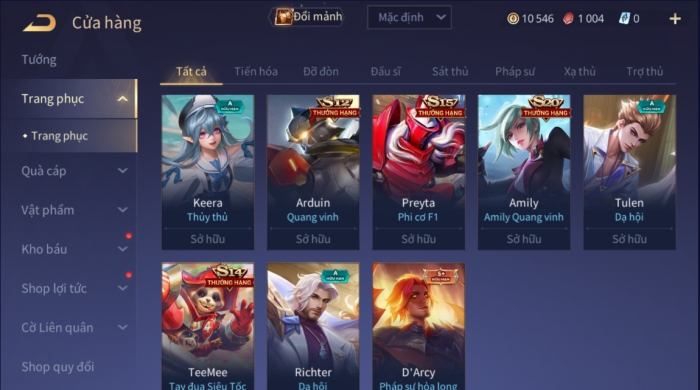 Cửa hàng
Đổi mảnh
Mặc định
10 546
1 004
0
Tướng
Trang phục
Trang phục
Quà cáp
Vật phẩm
Kho báu
Shop lợi tức
Cờ Liên quân
Shop quy đổi
Tất cả
Tiến hóa
Đỡ đòn
Đấu sĩ
Sát thủ
Pháp sư
Xạ thủ
Trợ thủ
A
HỮU HẠN
Keera
Thủy thủ
Sở hữu
S12
THƯỞNG HẠNG
Arduin
Quang vinh
Sở hữu
S15
THƯỞNG HẠNG
Preyta
Phi cơ F1
Sở hữu
S20
THƯỞNG HẠNG
Amily
Amily Quang vinh
Sở hữu
A
HỮU HẠN
Tulen
Dạ hội
Sở hữu
S14
THƯỞNG HẠNG
TeeMee
Tay đua Siêu Tốc
A
HỮU HẠN
Richter
Dạ hội
S+
HỮU HẠN
D'Arcy
Pháp sư hỏa long